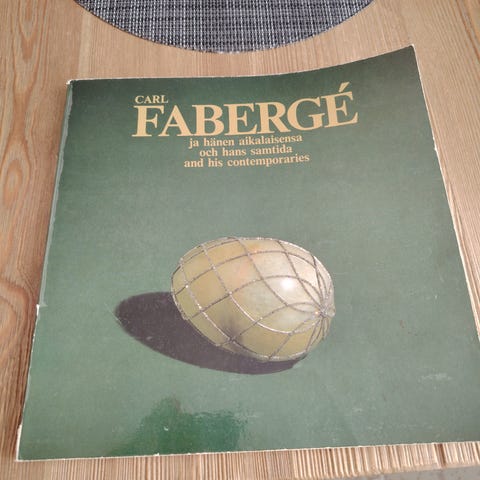 CARL
FABERGÉ
ja hänen aikalaisensa
och hans samtida
and his contemporaries